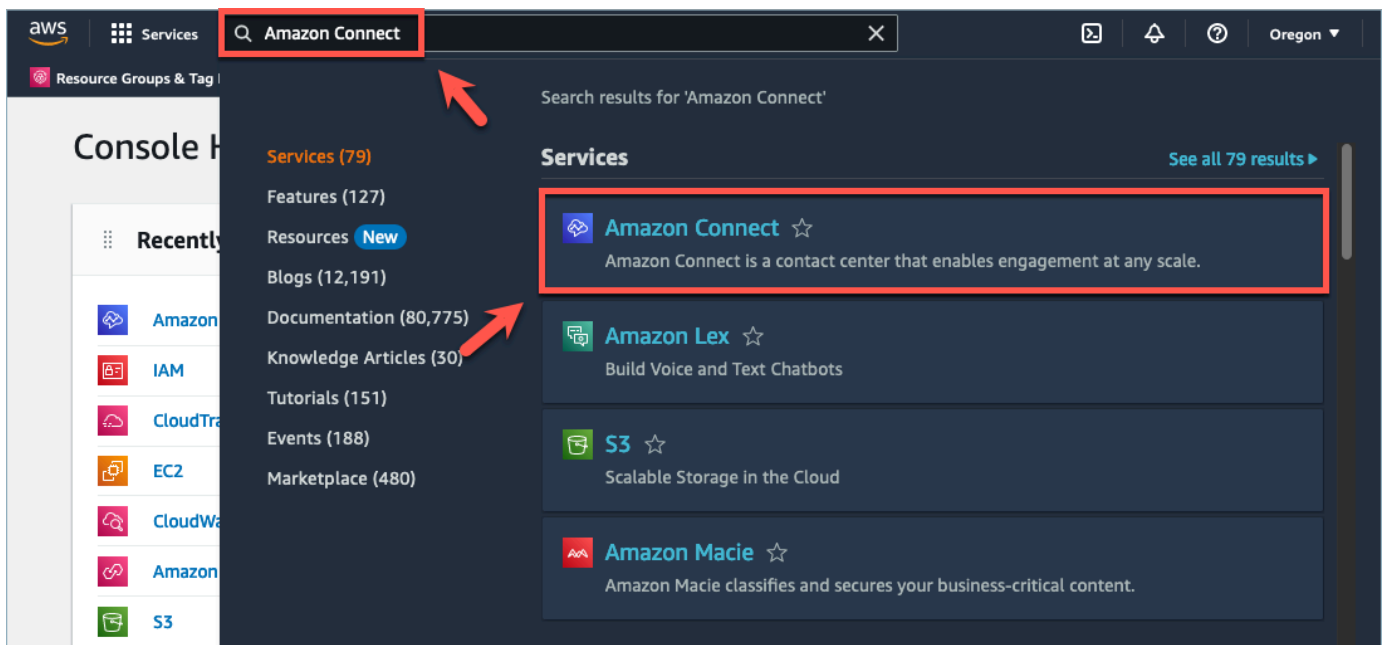 aws
Services
Amazon Connect
Oregon
Resource Groups & Tag
Search results for 'Amazon Connect'
Console H
Recently
Amazon
IAM
CloudTra
EC2
CloudWa
Amazon
S3
Services (79)
Features (127)
Resources New
Blogs (12,191)
Documentation (80,775)
Knowledge Articles (30)
Tutorials (151)
Events (188)
Marketplace (480)
Services
See all 79 results
Amazon Connect
Amazon Connect is a contact center that enables engagement at any scale.
Amazon Lex
Build Voice and Text Chatbots
S3
Scalable Storage in the Cloud
Amazon Macie
Amazon Macie classifies and secures your business-critical content.